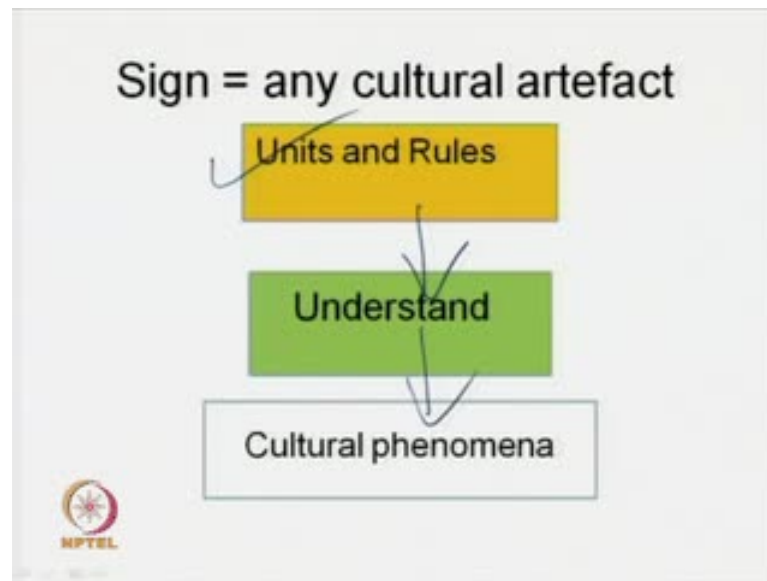 Sign = any cultural artefact
Units and Rules
Understand
Cultural phenomena
NPTEL